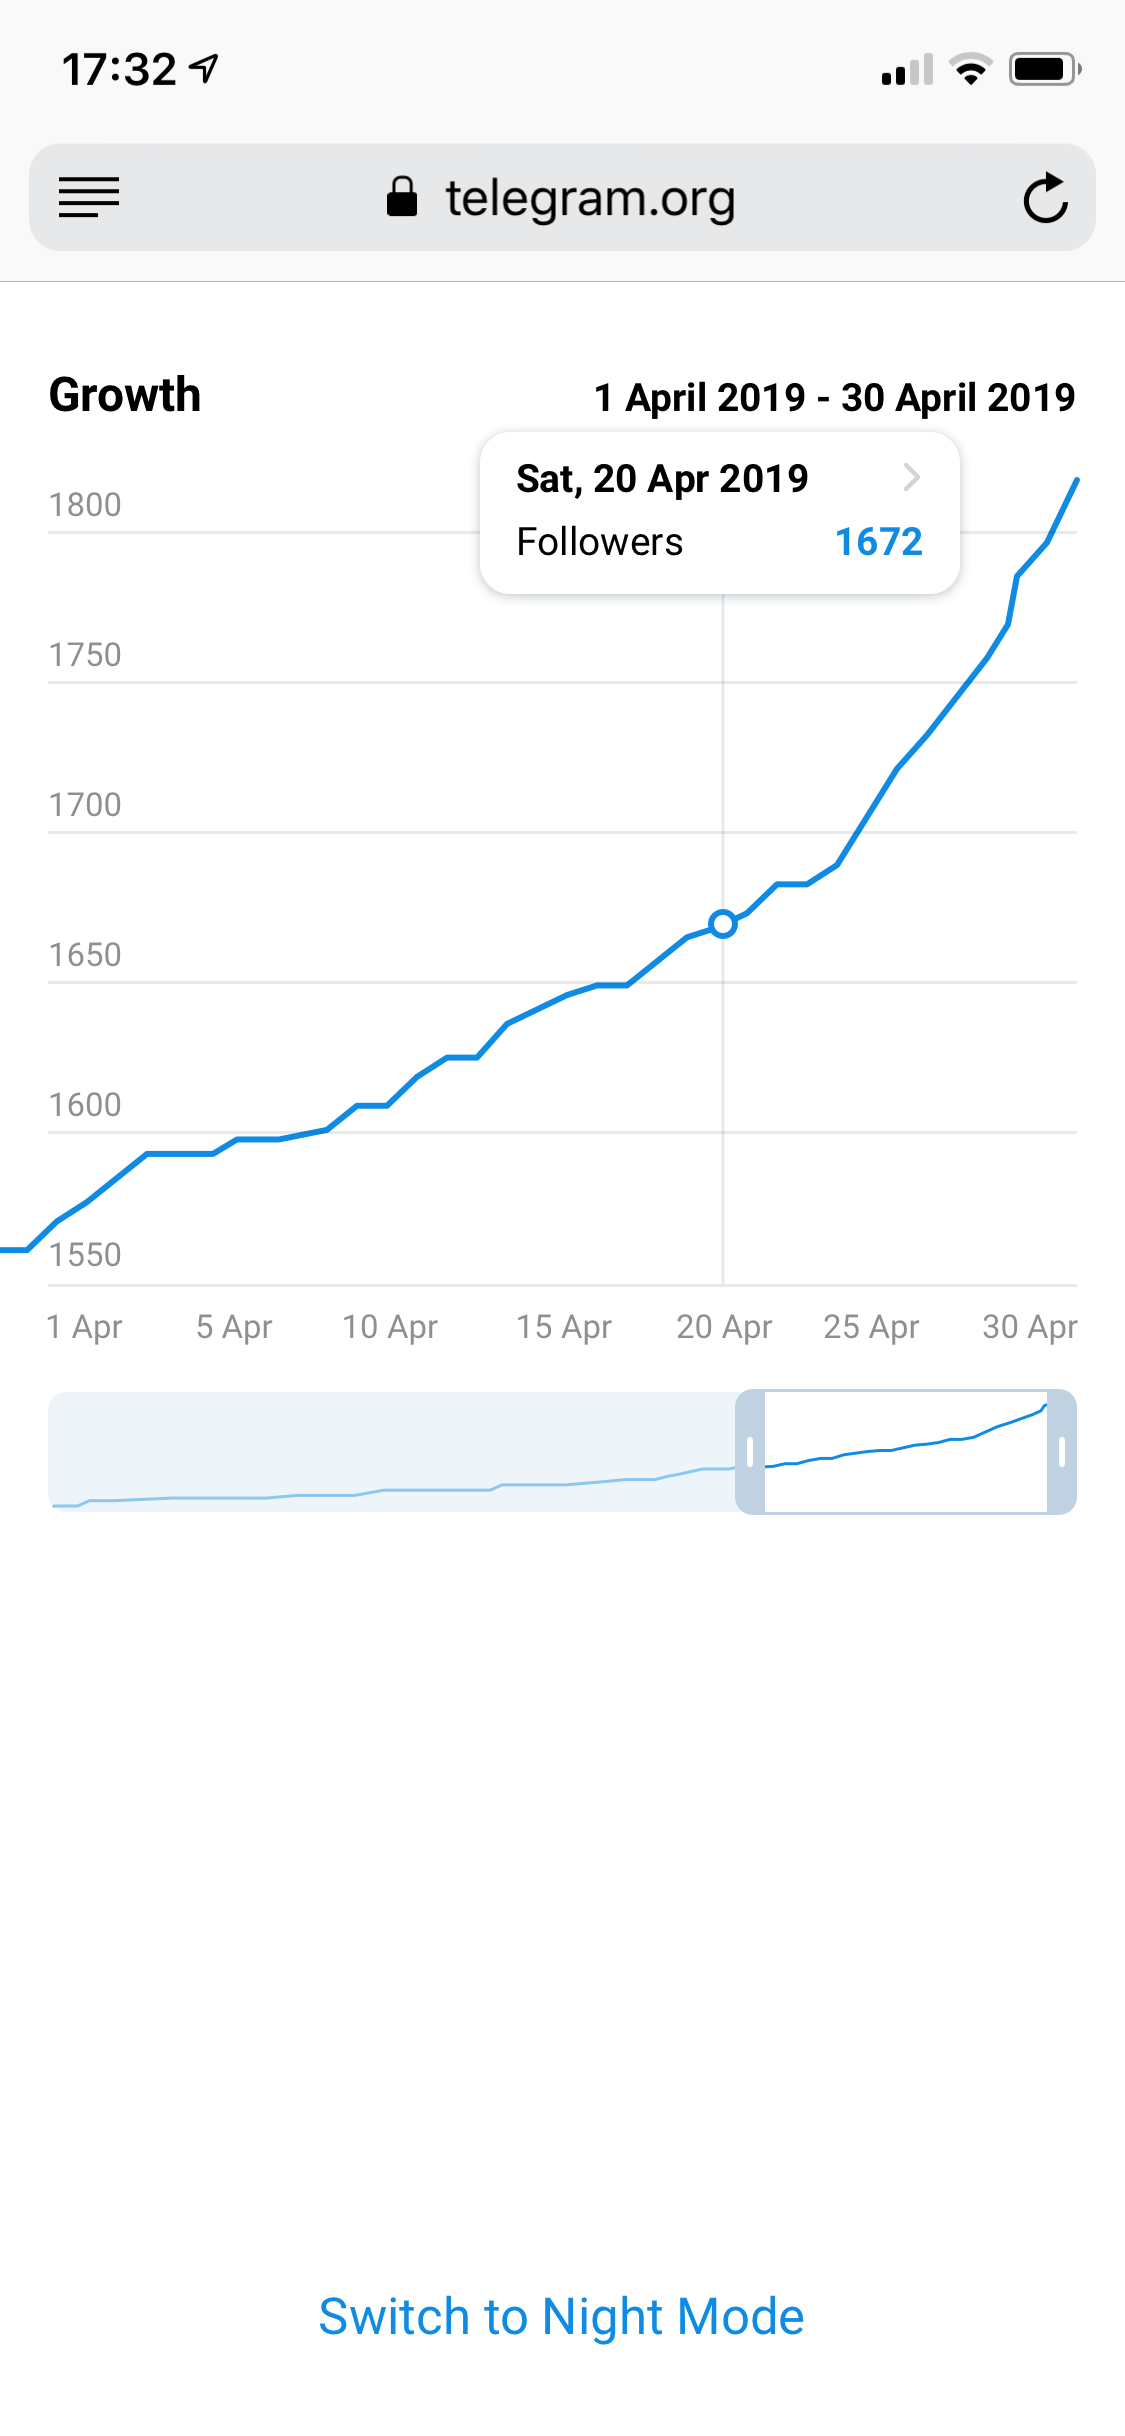 17:32
telegram.org
Growth
1 April 2019 - 30 April 2019
Sat, 20 Apr 2019
Followers 1672
1800
1750
1700
1650
1600
1550
1 Apr 5 Apr 10 Apr 15 Apr 20 Apr 25 Apr 30 Apr
Switch to Night Mode